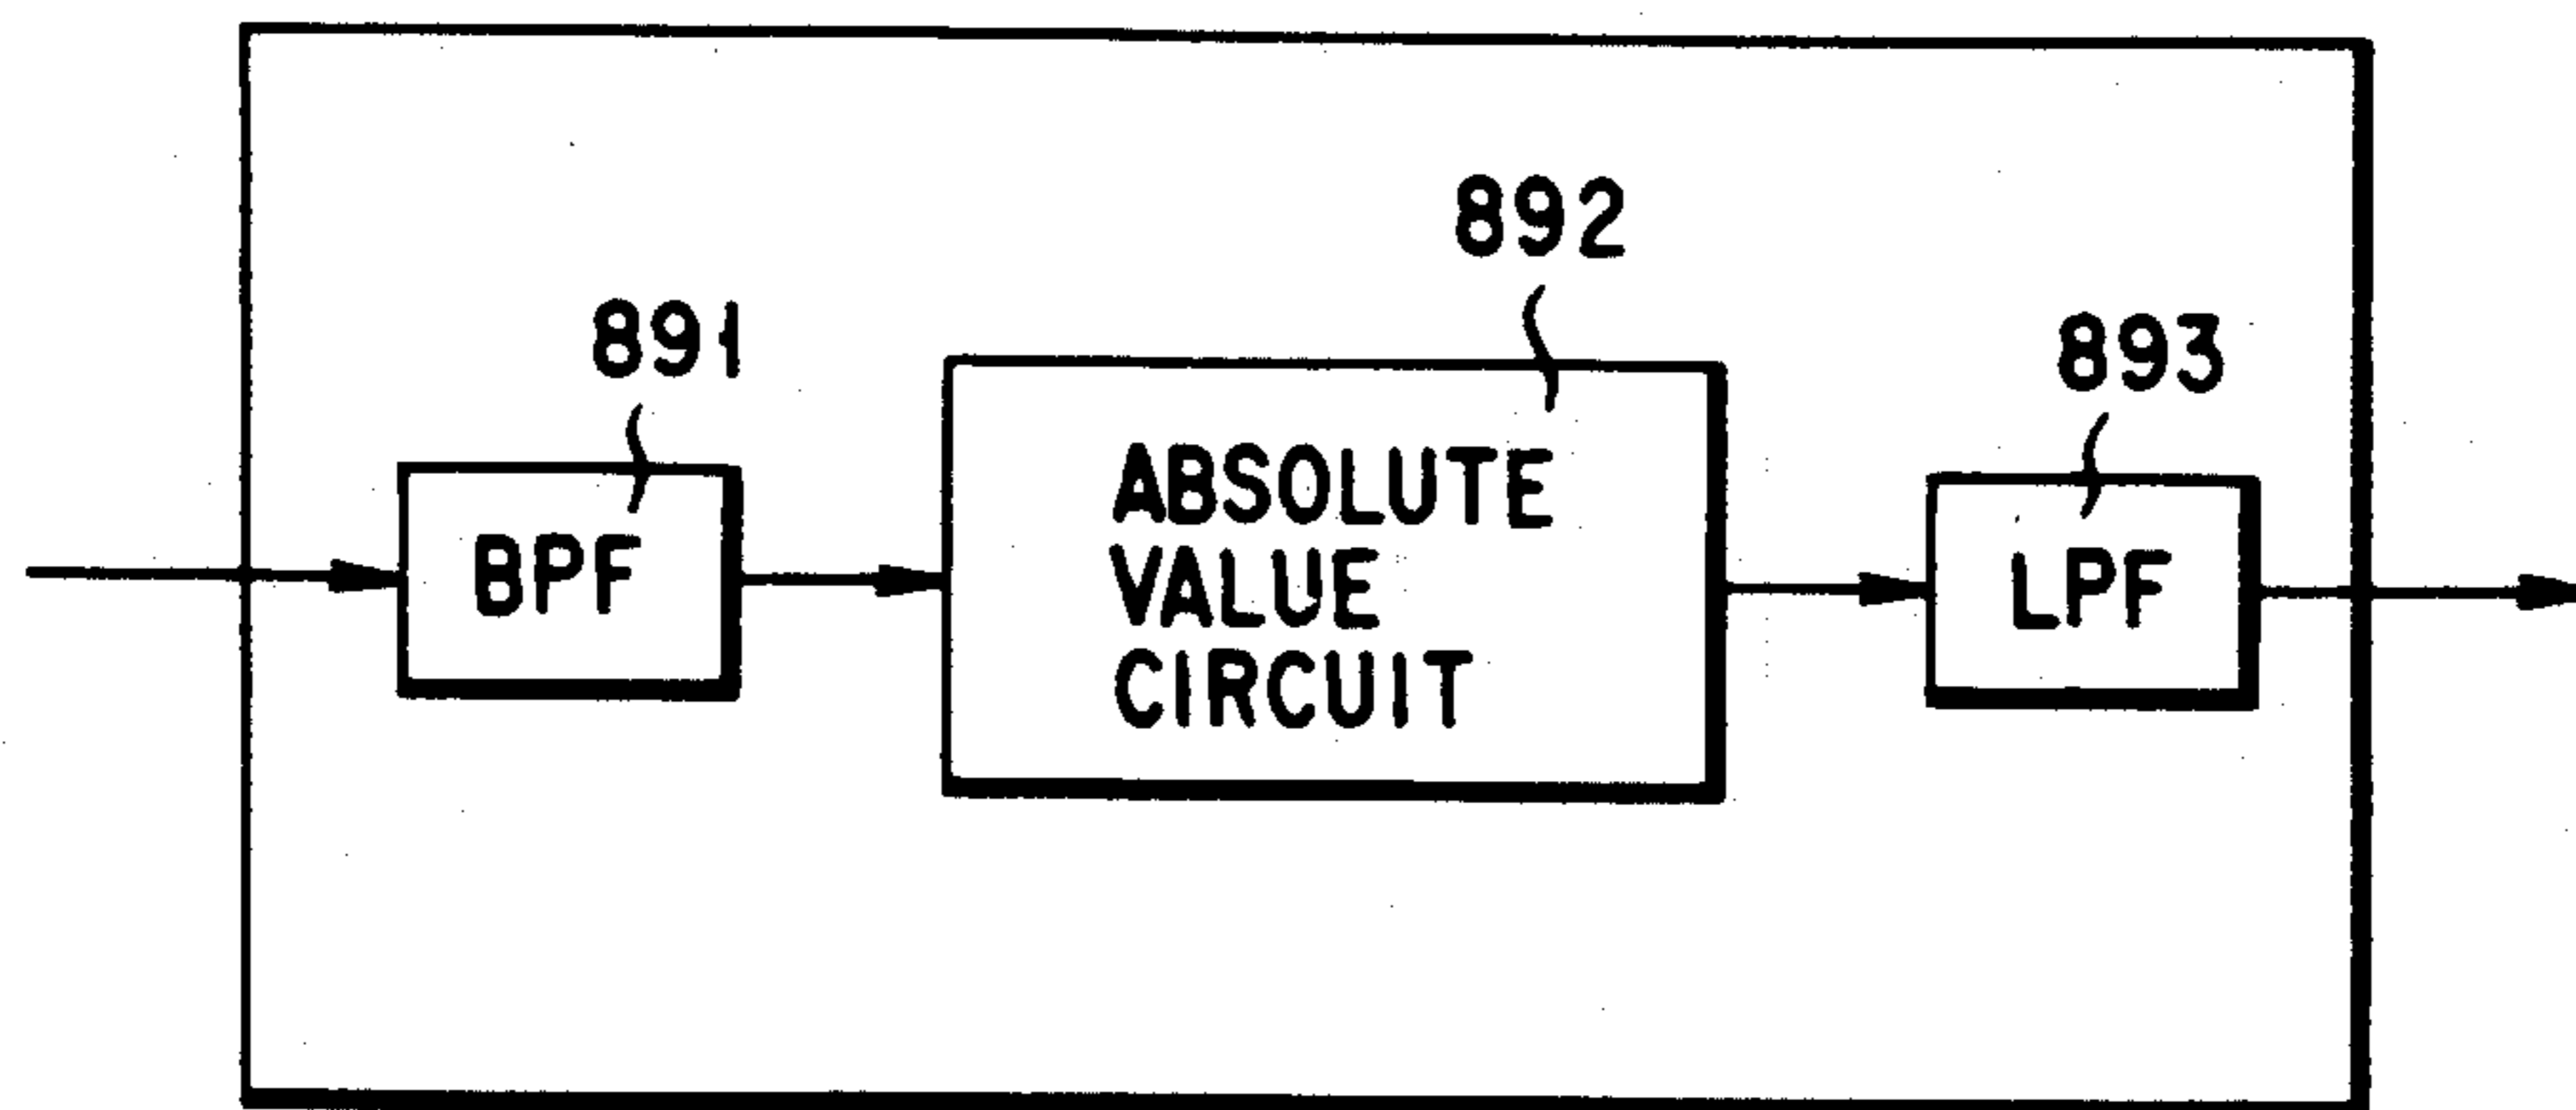 892
891
893
ABSOLUTE
VALUE
CIRCUIT
BPF
LPF